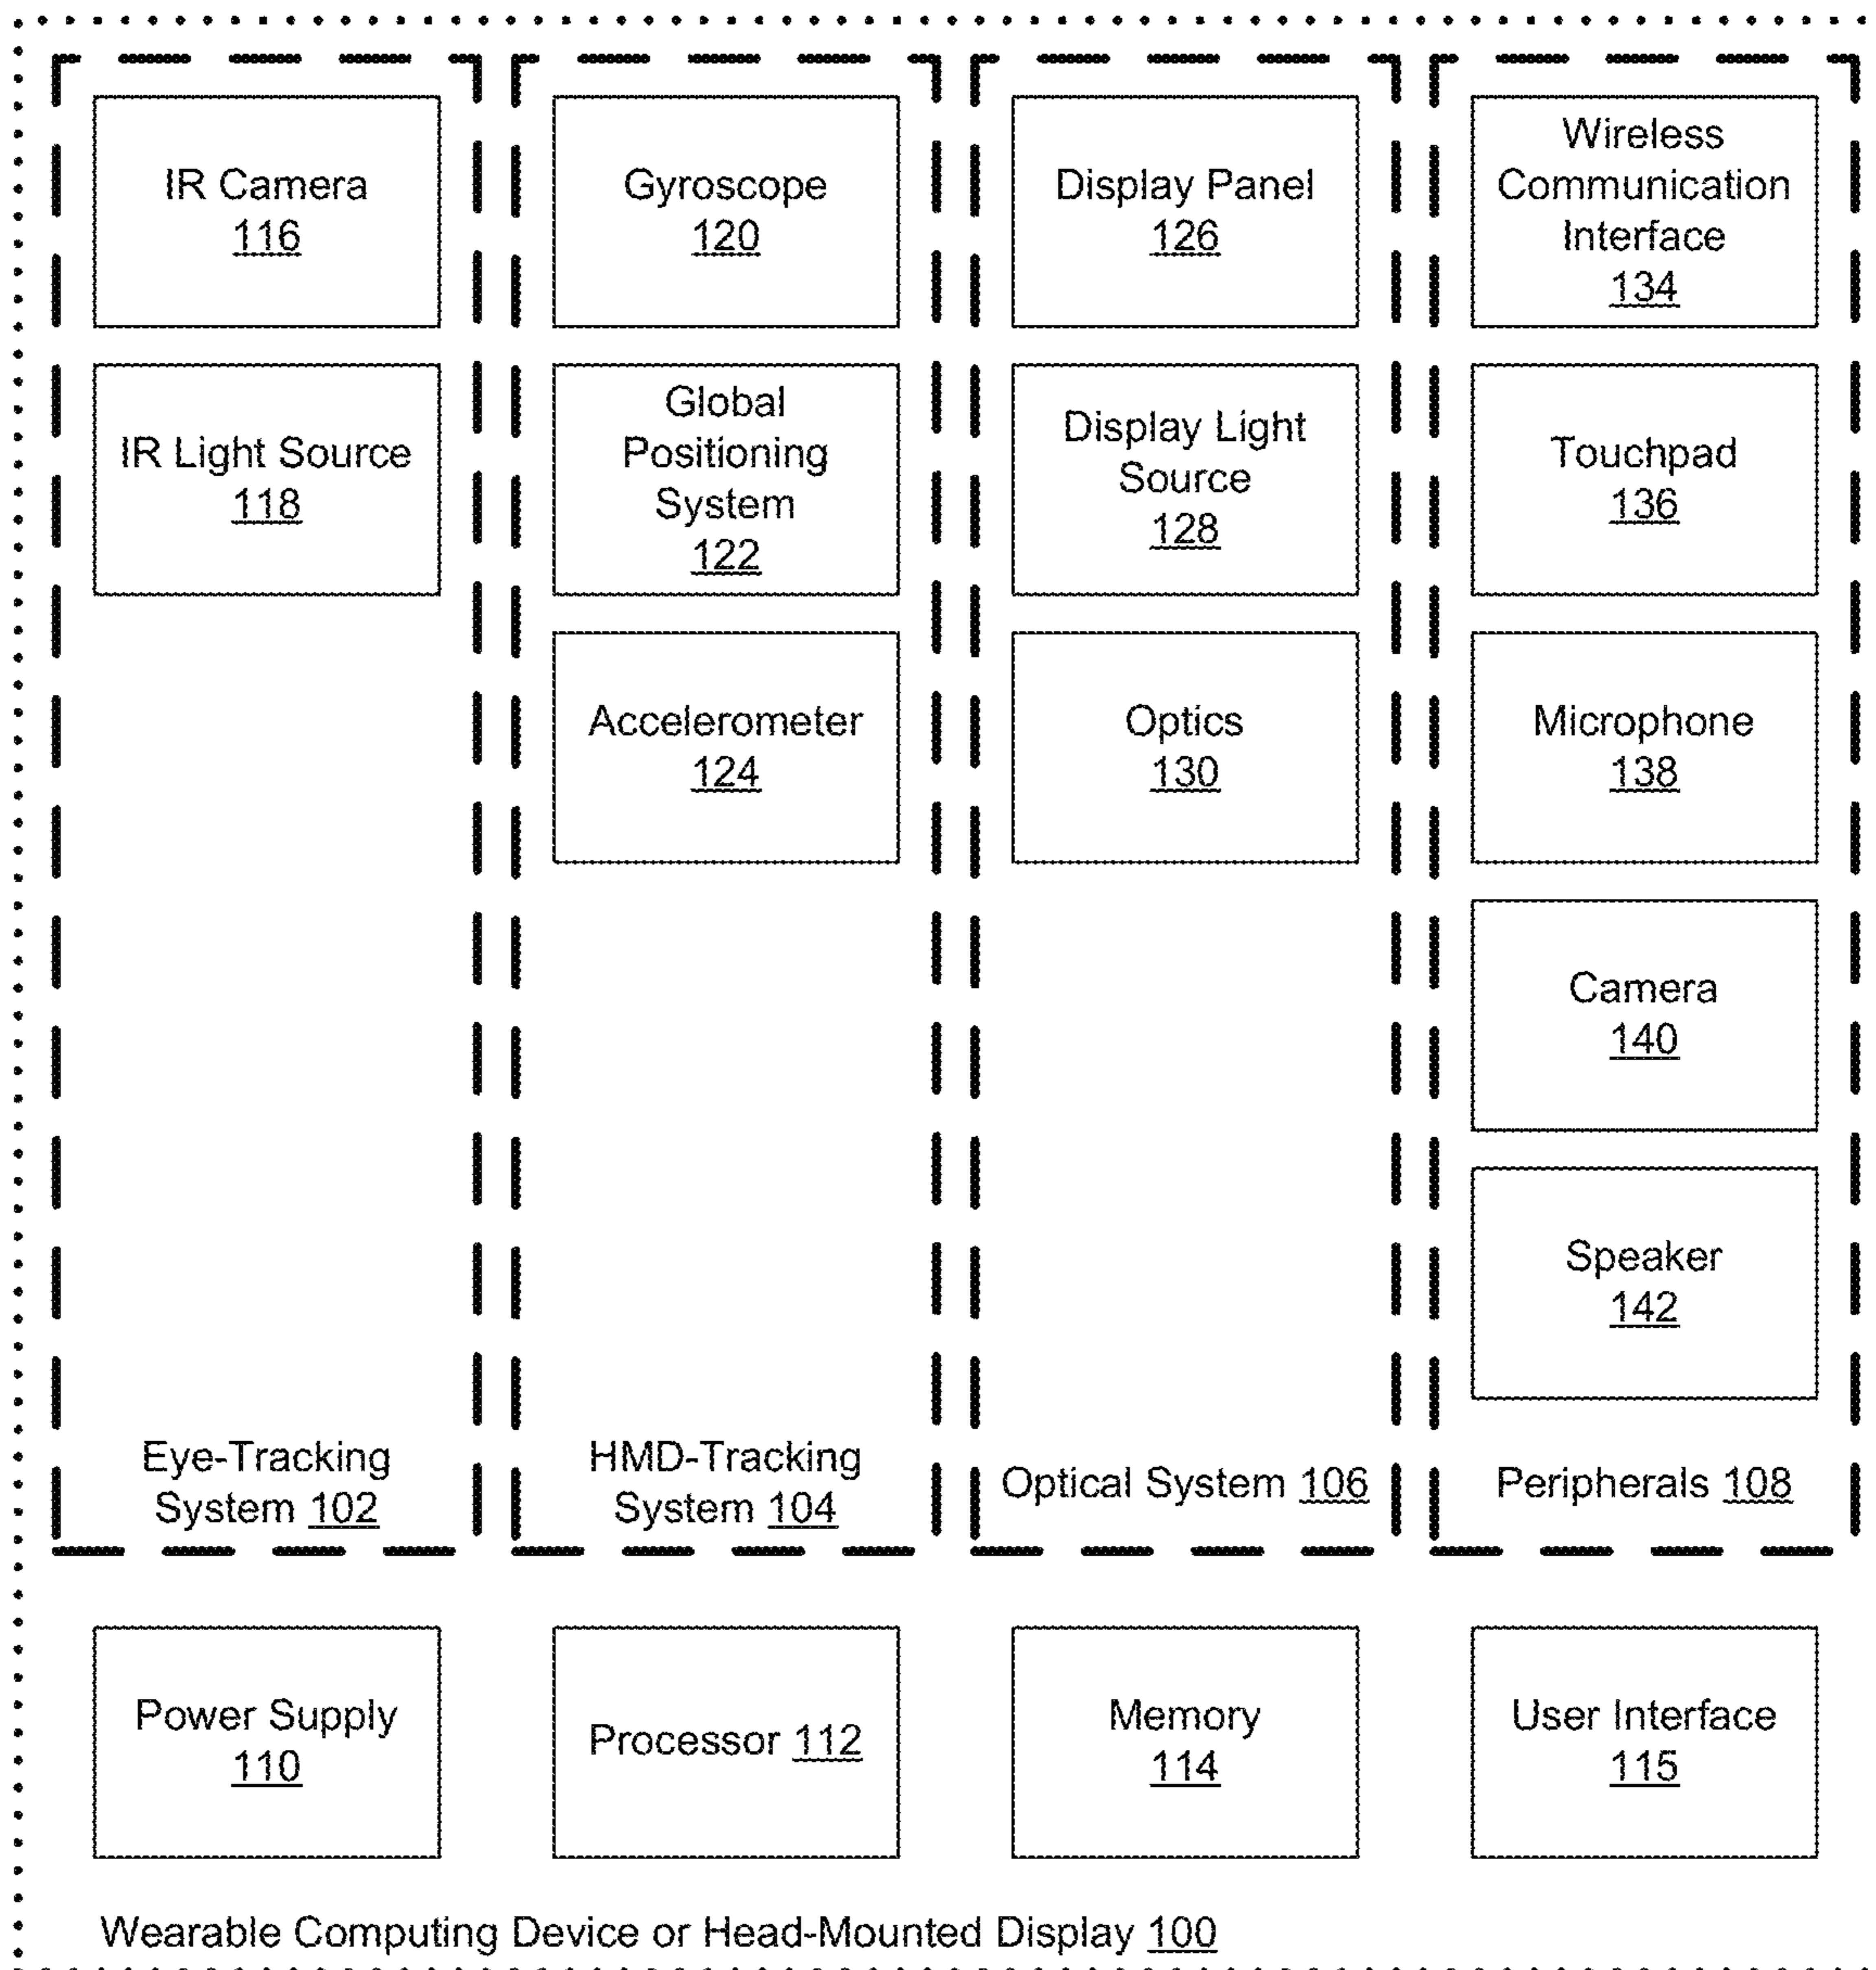 IR Camera
116
IR Light Source
118
Eye-Tracking
System 102
Gyroscope
120
Global
Positioning
System
122
Accelerometer
124
HMD-Tracking
System 104
Display Panel
126
Display Light
Source
128
Optics
130
Optical System 106
Wireless
Communication
Interface
134
Touchpad
136
Microphone
138
Camera
140
Speaker
142
Peripherals 108
Power Supply
110
Processor 112
Memory
114
User Interface
115
Wearable Computing Device or Head-Mounted Display 100